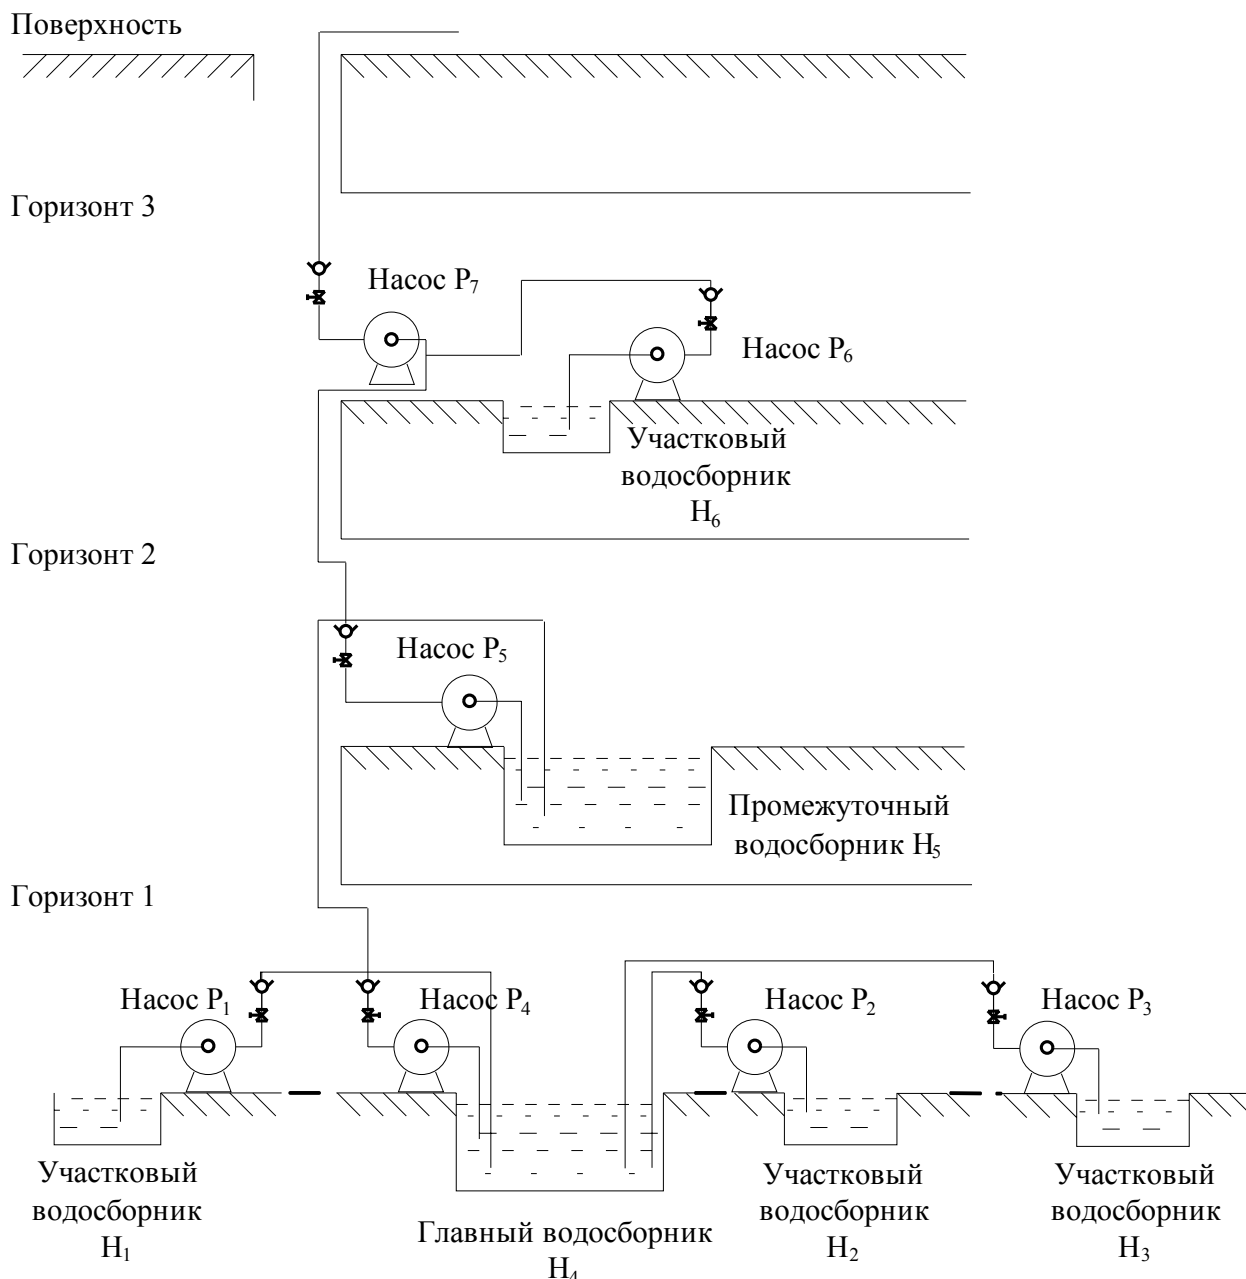 Поверхность
Горизонт 3
Насос P7
Насос P6
Участковый
водосборник
H6
Горизонт 2
Насос P5
Промежуточный
водосборник H5
Горизонт 1
Насос P1
Насос P4
Насос P2
Насос P3
Участковый
водосборник
H1
Главный водосборник
H4
Участковый
водосборник
H2
Участковый
водосборник
H3